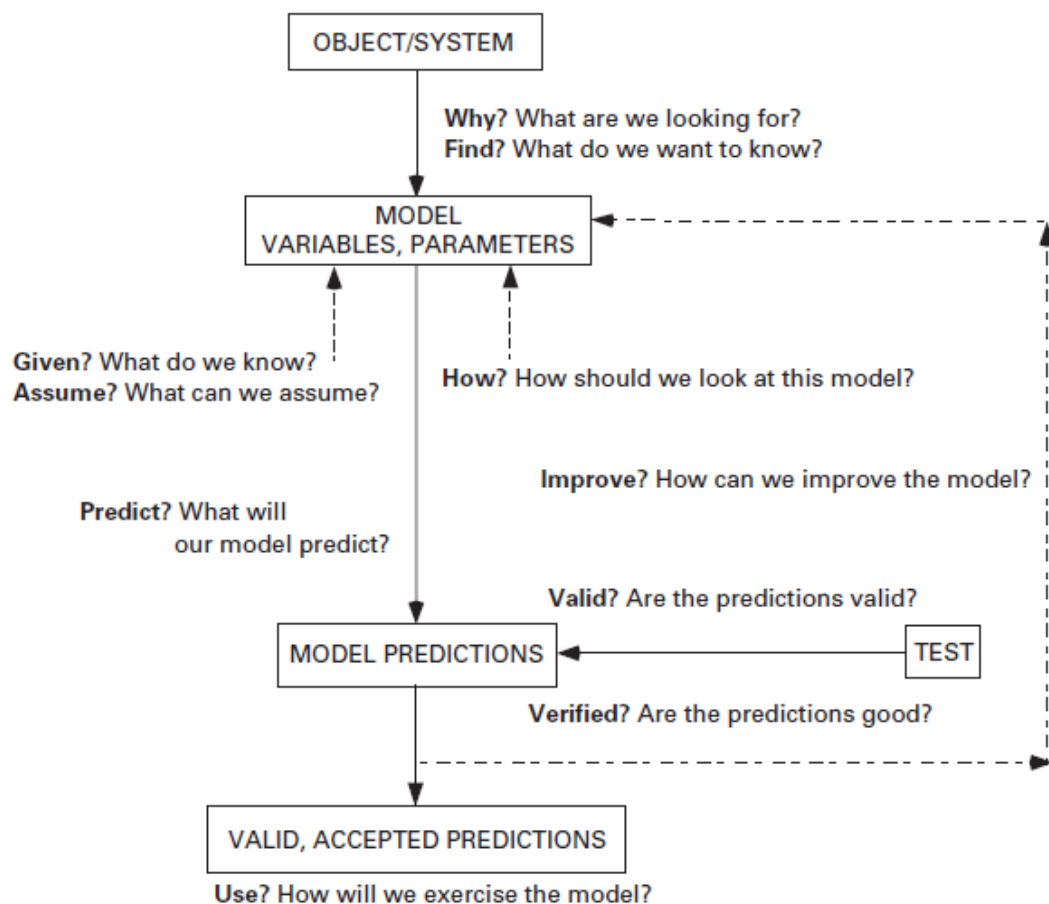 OBJECT/SYSTEM
Why? What are we looking for?
Find? What do we want to know?
MODEL
VARIABLES, PARAMETERS
Given? What do we know?
Assume? What can we assume?
How? How should we look at this model?
Improve? How can we improve the model?
Predict? What will
our model predict?
Valid? Are the predictions valid?
MODEL PREDICTIONS
TEST
Verified? Are the predictions good?
VALID, ACCEPTED PREDICTIONS
Use? How will we exercise the model?